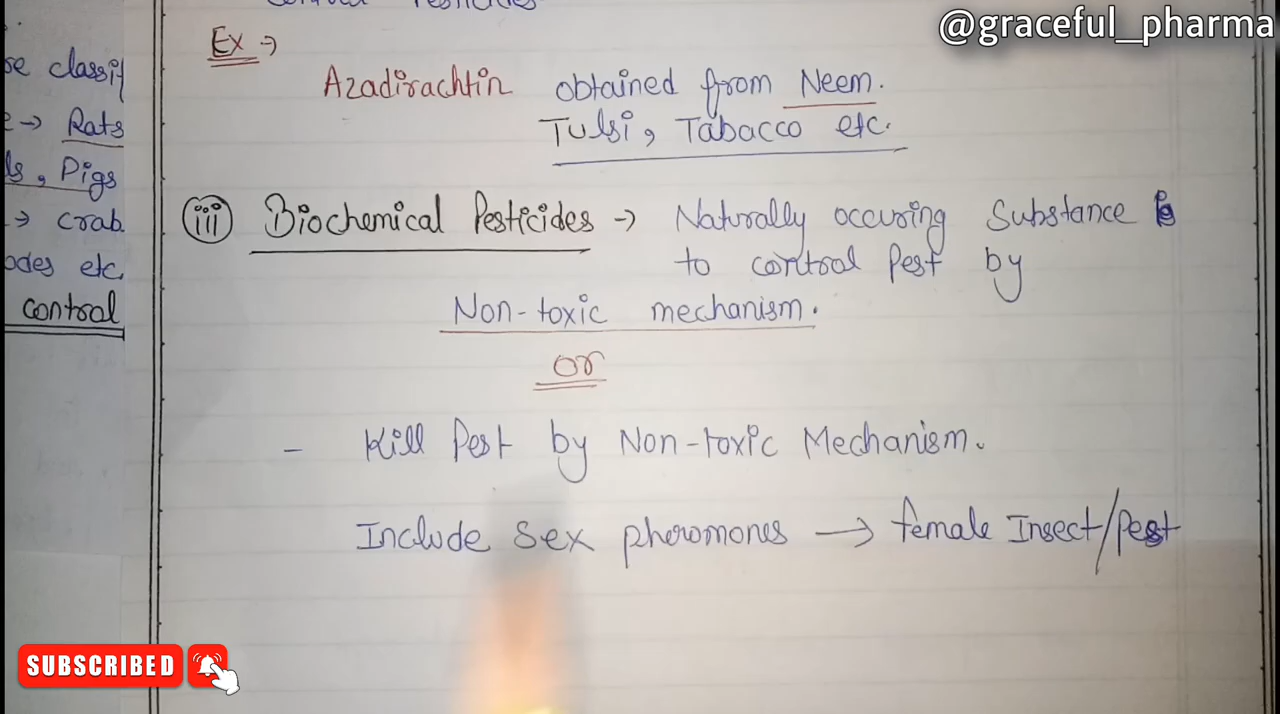 @graceful_pharma
Ex →
Azadirachtin obtained from Neem.
Tulsi, Tabacco etc.
(iii) Biochemical Pesticides → Naturally occuring Substance is
to control Pest by
Non-toxic mechanism.
or
- Kill Pest by Non-toxic Mechanism.
Include Sex pheromones → female Insect/Pest
classif
→ Rats
, Pigs
→ crab
etc.
control
SUBSCRIBED